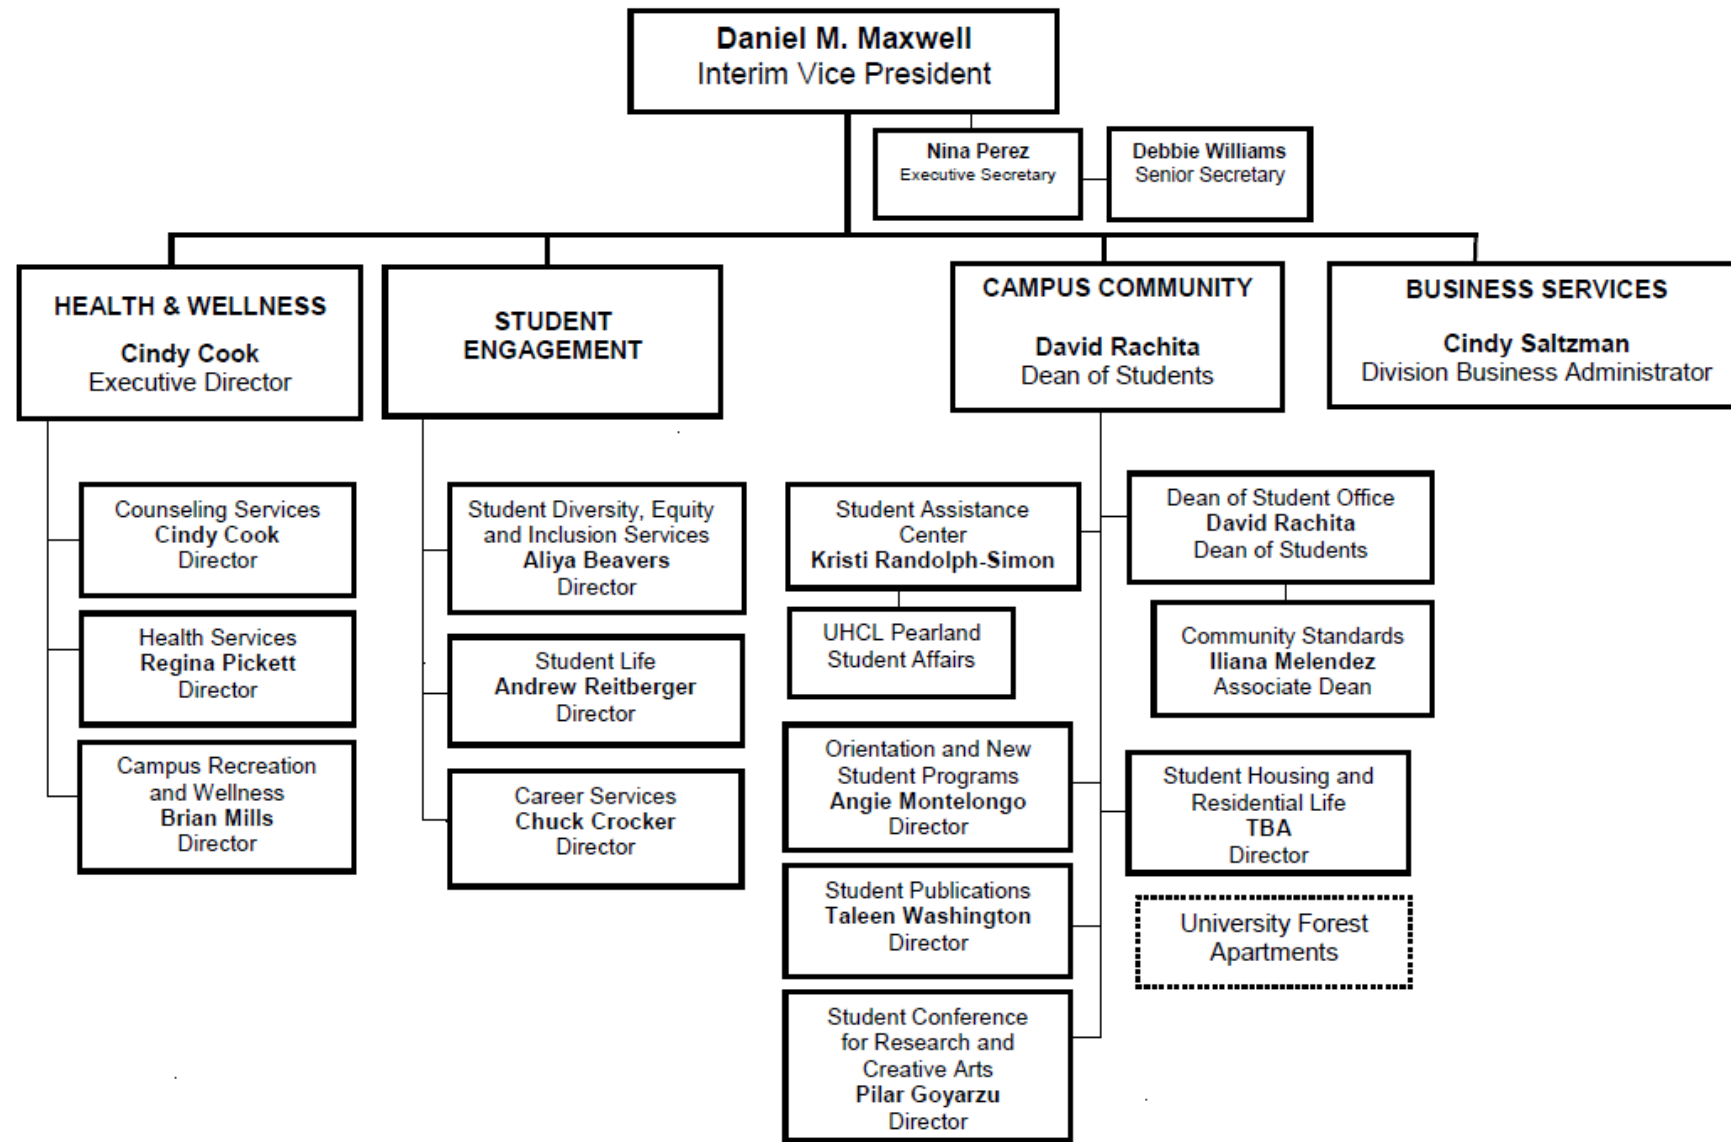 Daniel M. Maxwell
Interim Vice President
Nina Perez
Executive Secretary
Debbie Williams
Senior Secretary
HEALTH & WELLNESS
Cindy Cook
Executive Director
STUDENT
ENGAGEMENT
CAMPUS COMMUNITY
David Rachita
Dean of Students
BUSINESS SERVICES
Cindy Saltzman
Division Business Administrator
Counseling Services
Cindy Cook
Director
Health Services
Regina Pickett
Director
Campus Recreation
and Wellness
Brian Mills
Director
Student Diversity, Equity
and Inclusion Services
Aliya Beavers
Director
Student Life
Andrew Reitberger
Director
Career Services
Chuck Crocker
Director
Student Assistance
Center
Kristi Randolph-Simon
UHCL Pearland
Student Affairs
Orientation and New
Student Programs
Angie Montelongo
Director
Student Publications
Taleen Washington
Director
Student Conference
for Research and
Creative Arts
Pilar Goyarzu
Director
Dean of Student Office
David Rachita
Dean of Students
Community Standards
Iliana Melendez
Associate Dean
Student Housing and
Residential Life
TBA
Director
University Forest
Apartments